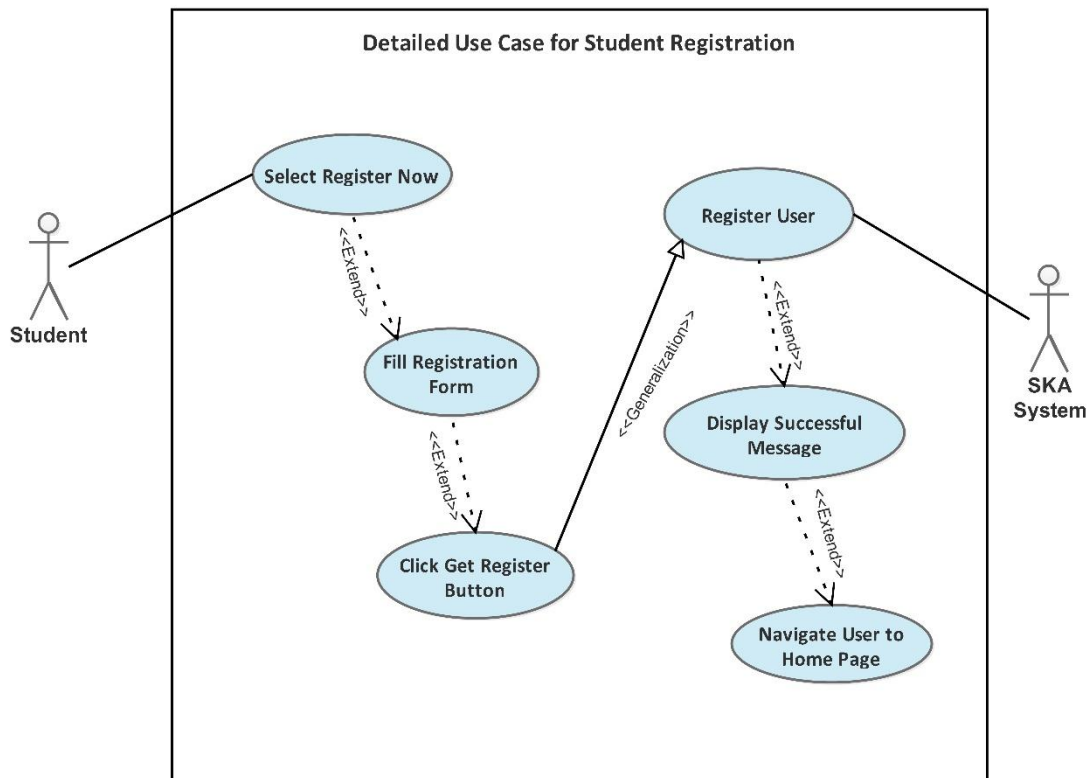 Detailed Use Case for Student Registration
Select Register Now
Register User
<<Extend>>
<<Extend>>
Student
SKA
System
Fill Registration
Form
<<Generalization>>
Display Successful
Message
<<Extend>>
<<Extend>>
Click Get Register
Button
Navigate User to
Home Page